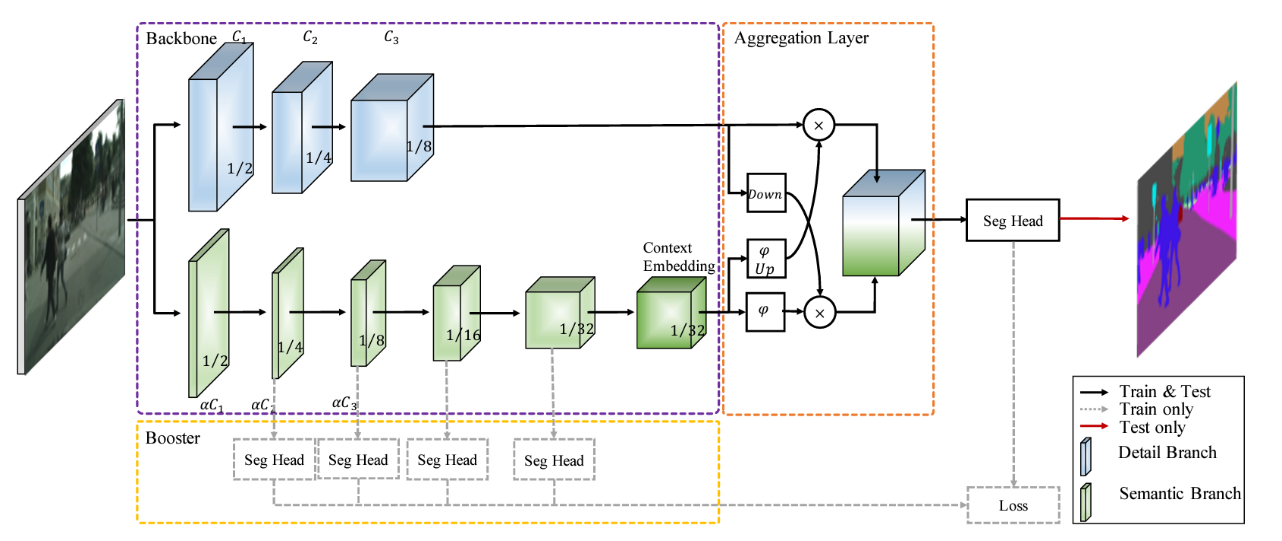 Backbone
C₁
C₂
C₃
Aggregation Layer
1/2
1/4
1/8
×
Down
Context
Embedding
φ
Up
Seg Head
1/2
1/4
1/8
1/16
1/32
1/32
φ
×
αC₁
αC₂
αC₃
Booster
Seg Head
Seg Head
Seg Head
Seg Head
Loss
Train & Test
Train only
Test only
Detail Branch
Semantic Branch